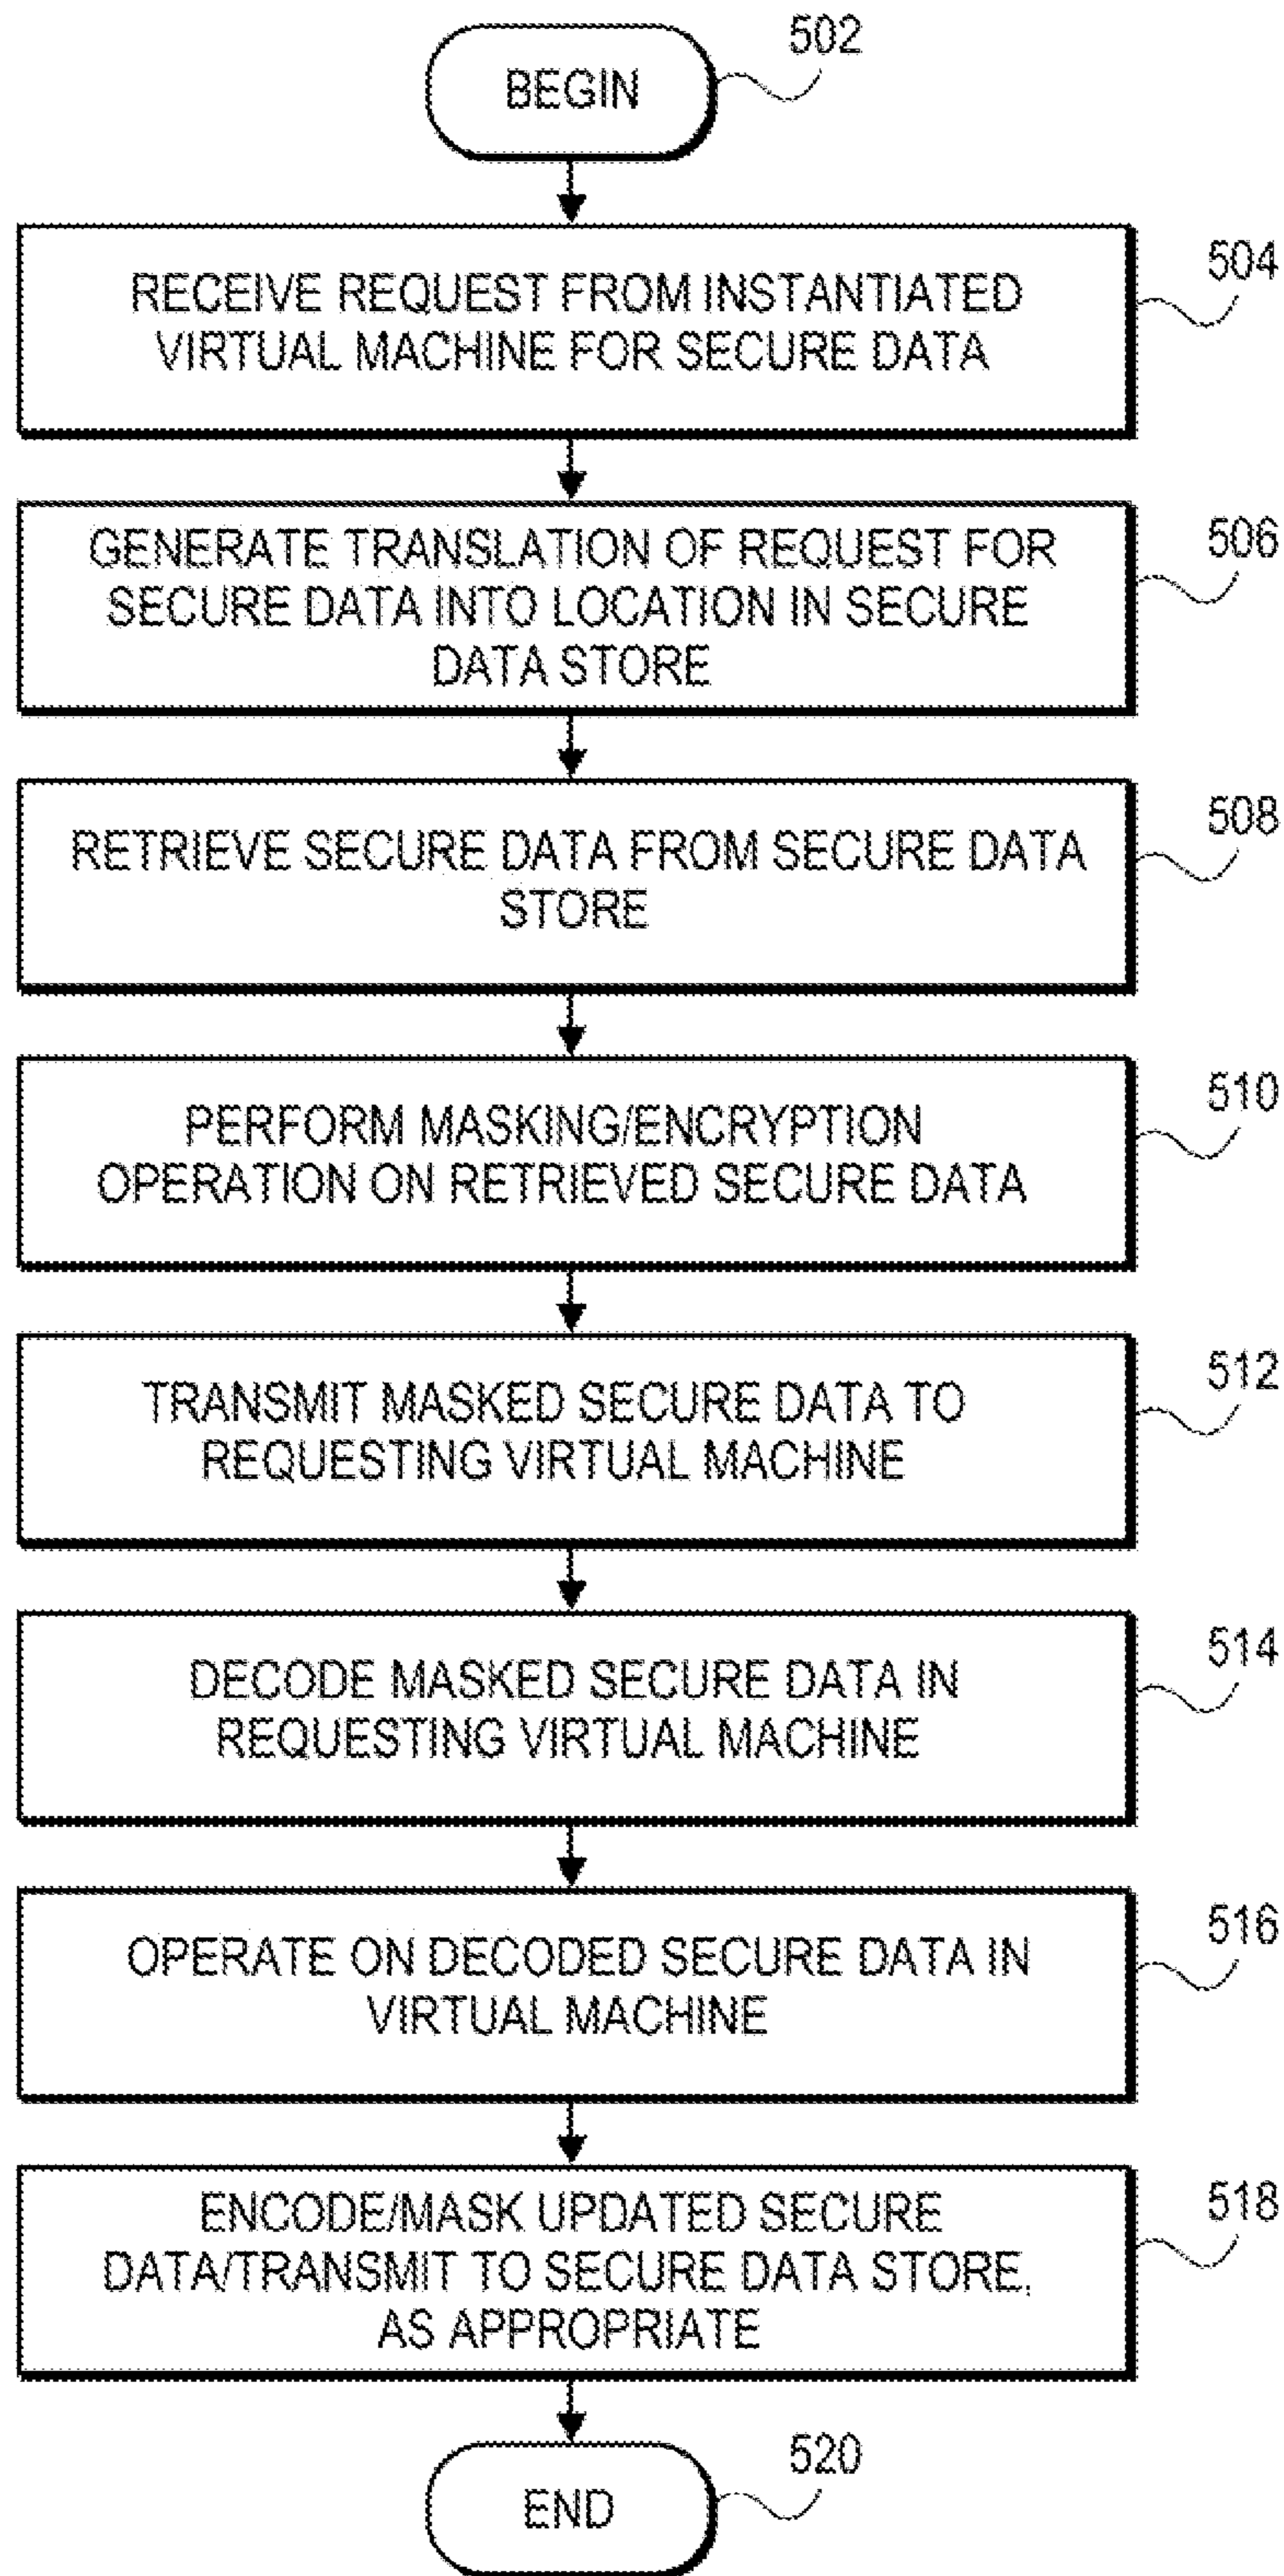 BEGIN
502
RECEIVE REQUEST FROM INSTANTIATED
VIRTUAL MACHINE FOR SECURE DATA
504
GENERATE TRANSLATION OF REQUEST FOR
SECURE DATA INTO LOCATION IN SECURE
DATA STORE
506
RETRIEVE SECURE DATA FROM SECURE DATA
STORE
508
PERFORM MASKING/ENCRYPTION
OPERATION ON RETRIEVED SECURE DATA
510
TRANSMIT MASKED SECURE DATA TO
REQUESTING VIRTUAL MACHINE
512
DECODE MASKED SECURE DATA IN
REQUESTING VIRTUAL MACHINE
514
OPERATE ON DECODED SECURE DATA IN
VIRTUAL MACHINE
516
ENCODE/MASK UPDATED SECURE
DATA/TRANSMIT TO SECURE DATA STORE,
AS APPROPRIATE
518
END
520